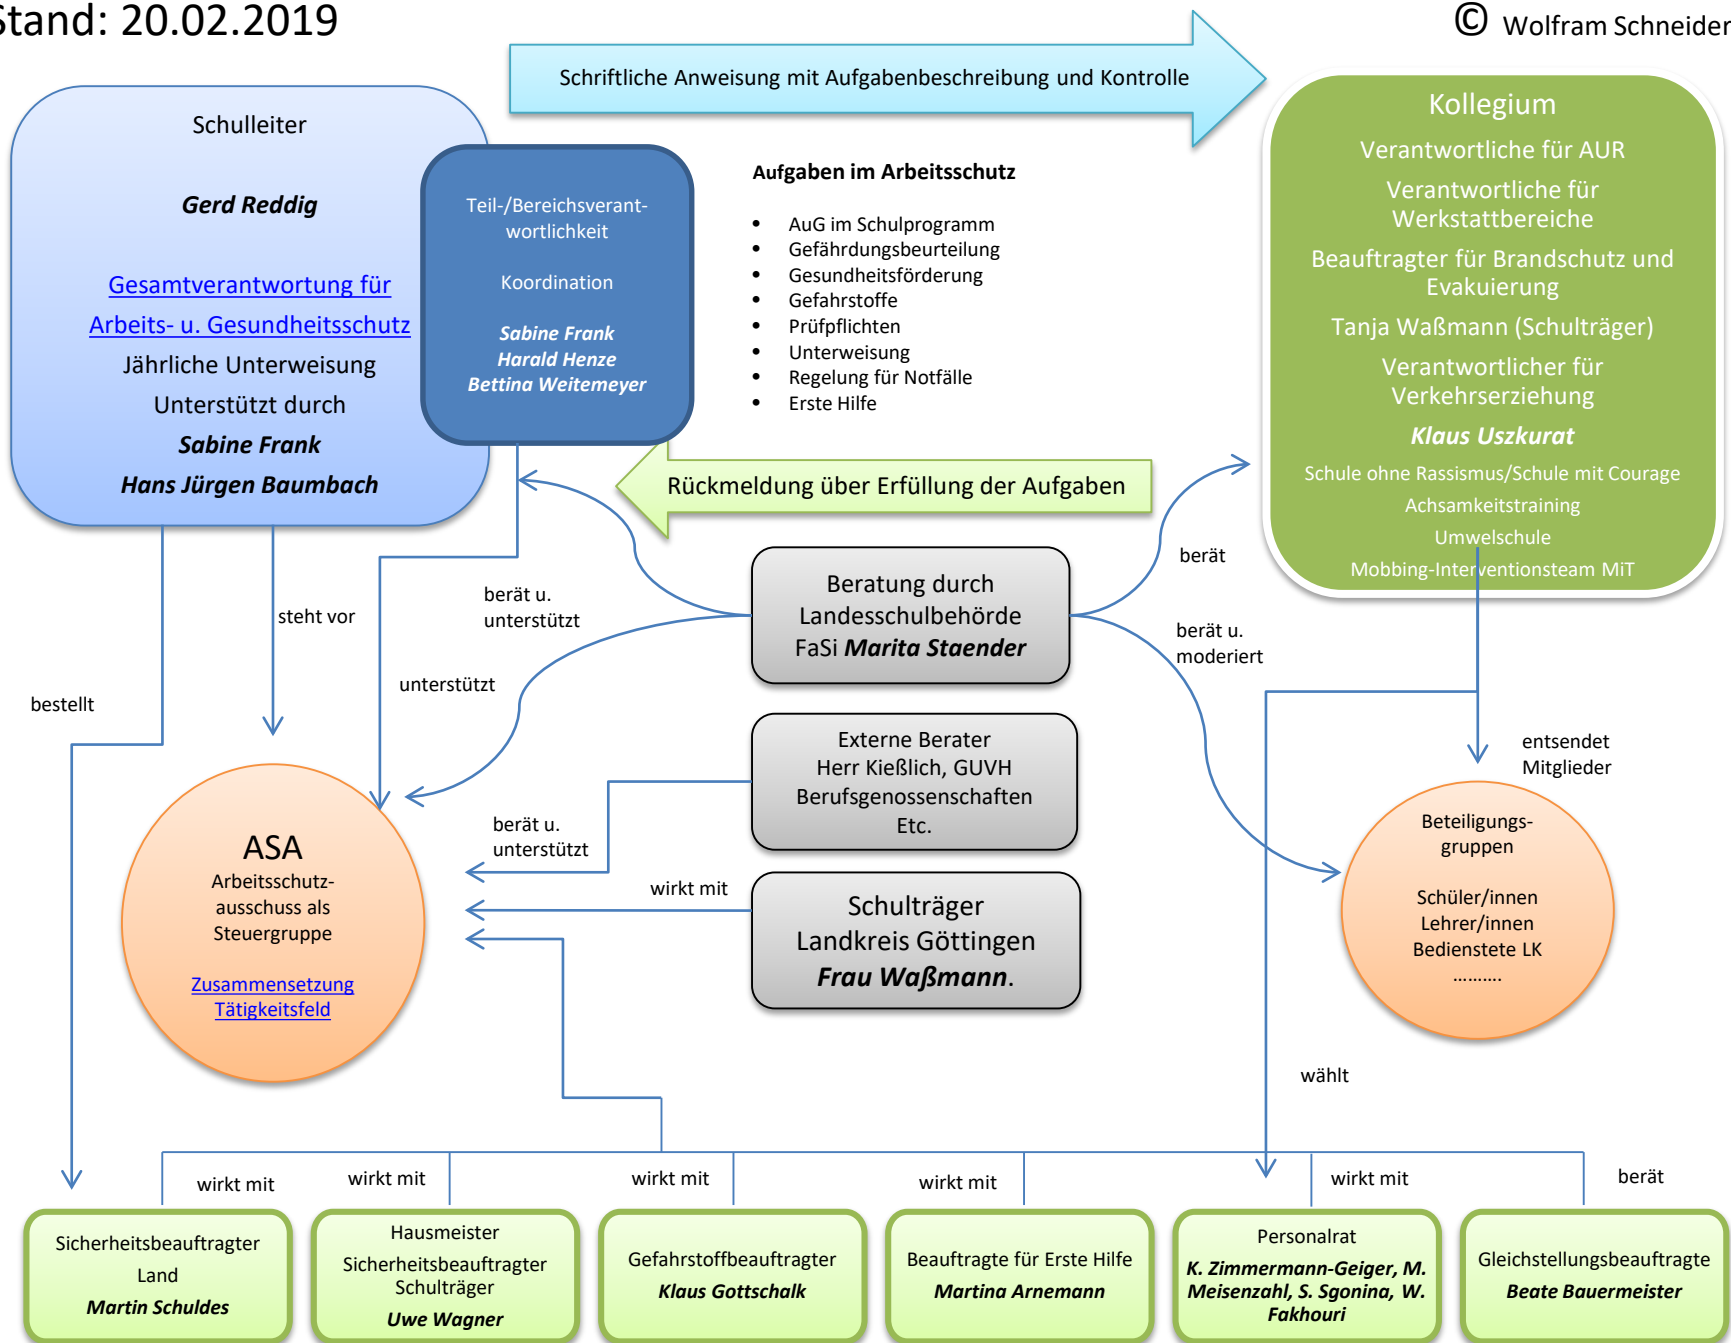 Stand: 20.02.2019
© Wolfram Schneider
Schriftliche Anweisung mit Aufgabenbeschreibung und Kontrolle
Schulleiter
Gerd Reddig
Gesamtverantwortung für
Arbeits- u. Gesundheitsschutz
Jährliche Unterweisung
Unterstützt durch
Sabine Frank
Hans Jürgen Baumbach
Teil-/Bereichsverant-
wortlichkeit
Koordination
Sabine Frank
Harald Henze
Bettina Weitemeyer
Aufgaben im Arbeitsschutz
• AuG im Schulprogramm
• Gefährdungsbeurteilung
• Gesundheitsförderung
• Gefahrstoffe
• Prüfpflichten
• Unterweisung
• Regelung für Notfälle
• Erste Hilfe
Kollegium
Verantwortliche für AUR
Verantwortliche für
Werkstattbereiche
Beauftragter für Brandschutz und
Evakuierung
Tanja Waßmann (Schulträger)
Verantwortlicher für
Verkehrserziehung
Klaus Uszkurat
Schule ohne Rassismus/Schule mit Courage
Achsamkeitstraining
Umwelschule
Mobbing-Interventionsteam MiT
Rückmeldung über Erfüllung der Aufgaben
Beratung durch
Landesschulbehörde
FaSi Marita Staender
berät
berät u.
unterstützt
steht vor
berät u.
moderiert
unterstützt
bestellt
Externe Berater
Herr Kießlich, GUVH
Berufsgenossenschaften
Etc.
entsendet
Mitglieder
berät u.
unterstützt
ASA
Arbeitsschutz-
ausschuss als
Steuergruppe
Zusammensetzung
Tätigkeitsfeld
wirkt mit
Schulträger
Landkreis Göttingen
Frau Waßmann.
Beteiligungs-
gruppen
Schüler/innen
Lehrer/innen
Bedienstete LK
……….
wählt
wirkt mit
wirkt mit
wirkt mit
wirkt mit
wirkt mit
berät
Sicherheitsbeauftragter
Land
Martin Schuldes
Hausmeister
Sicherheitsbeauftragter
Schulträger
Uwe Wagner
Gefahrstoffbeauftragter
Klaus Gottschalk
Beauftragte für Erste Hilfe
Martina Arnemann
Personalrat
K. Zimmermann-Geiger, M.
Meisenzahl, S. Sgonina, W.
Fakhouri
Gleichstellungsbeauftragte
Beate Bauermeister